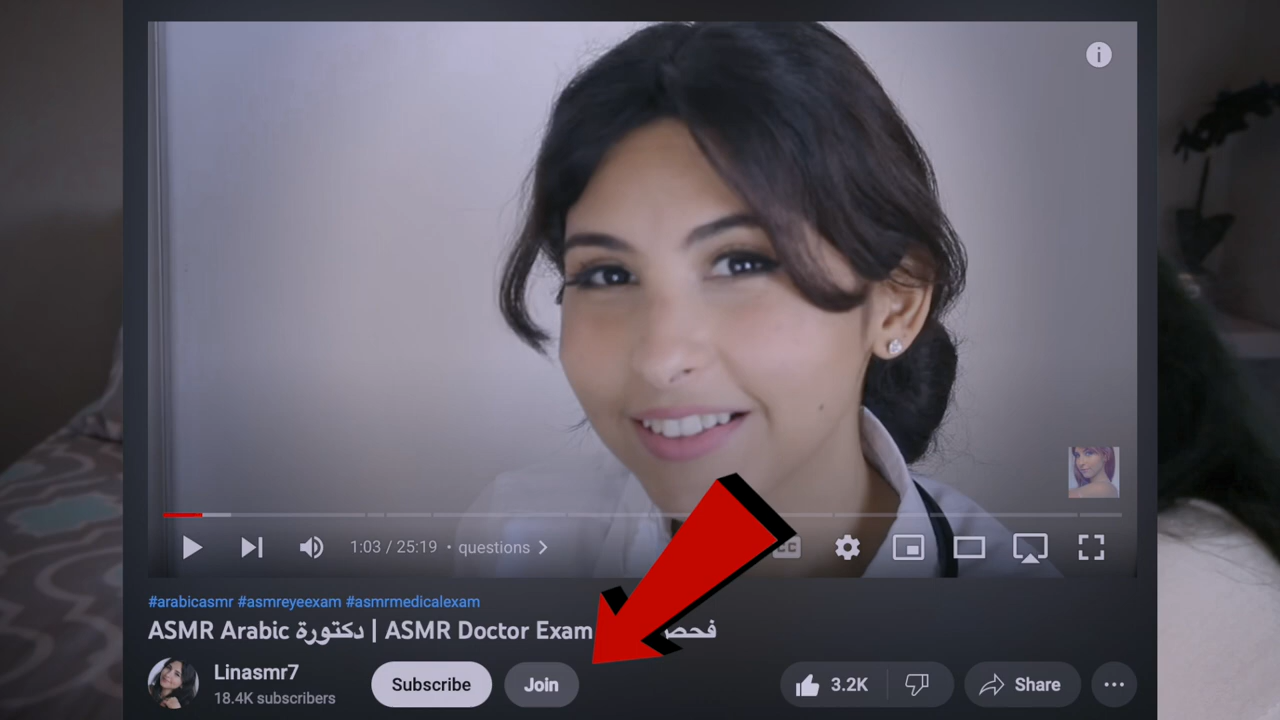 1:03 / 25:19 • questions
CC
#arabicasmr #asmreyeexam #asmrmedicalexam
ASMR Arabic دكتورة | ASMR Doctor Exam فحص
Linasmr7
18.4K subscribers
Subscribe
Join
3.2K
Share